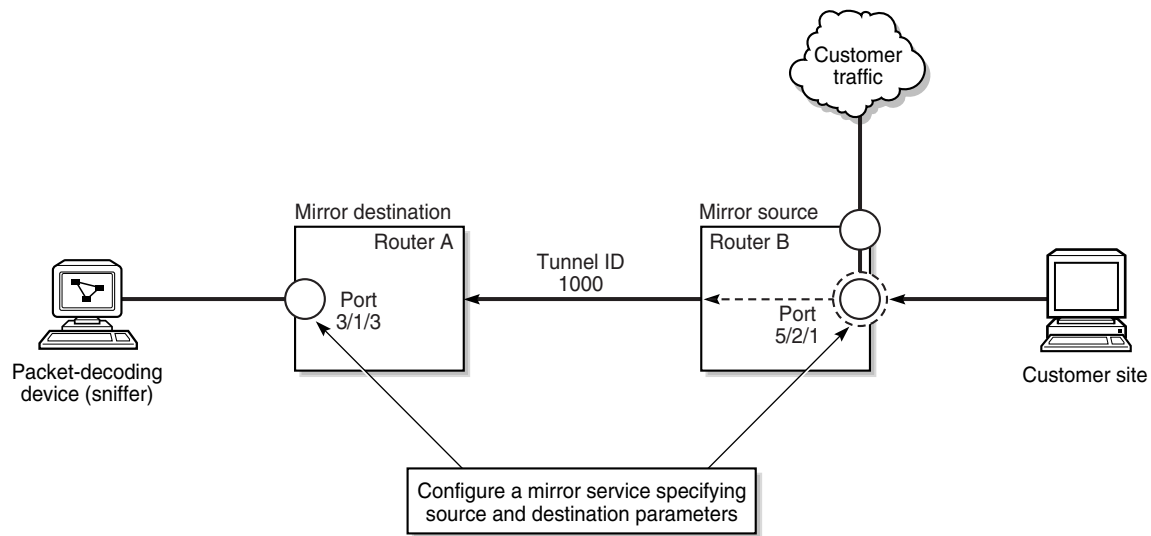 Customer
traffic
Mirror destination
Router A
Mirror source
Router B
Tunnel ID
1000
Port
3/1/3
Port
5/2/1
Packet-decoding
device (sniffer)
Customer site
Configure a mirror service specifying
source and destination parameters